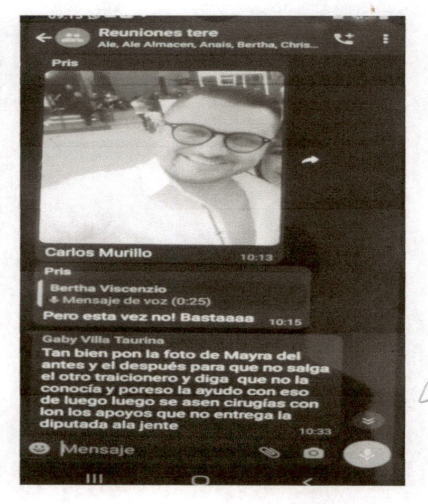 Reuniones tere
Ale, Ale Almacen, Anais, Bertha, Chris...
Pris
Carlos Murillo
10:13
Pris
Bertha Viscenzio
Mensaje de voz (0:25)
Pero esta vez no! Bastaaaa 10:15
Gaby Villa Taurina
Tan bien pon la foto de Mayra del
antes y el después para que no salga
el otro traicionero y diga que no la
conocía y poreso la ayudo con eso
de luego luego se asen cirugías con
lon los apoyos que no entrega la
diputada ala jente
10:33
Mensaje